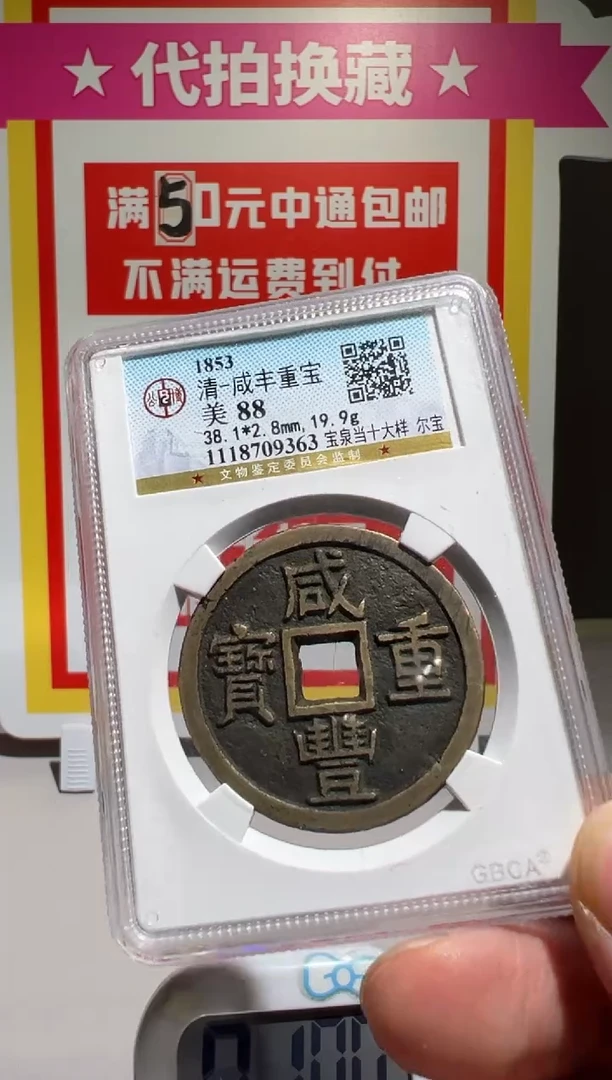 ★ 代拍换藏 ★
满50元中通包邮
不满运费到付
1853
清-咸丰重宝
美 88
38.1*2.8mm,19.9g
1118709363 宝泉当十大样 尔宝
★ 文物鉴定委员会监制 ★
咸
寶 重
豐
GBCA®